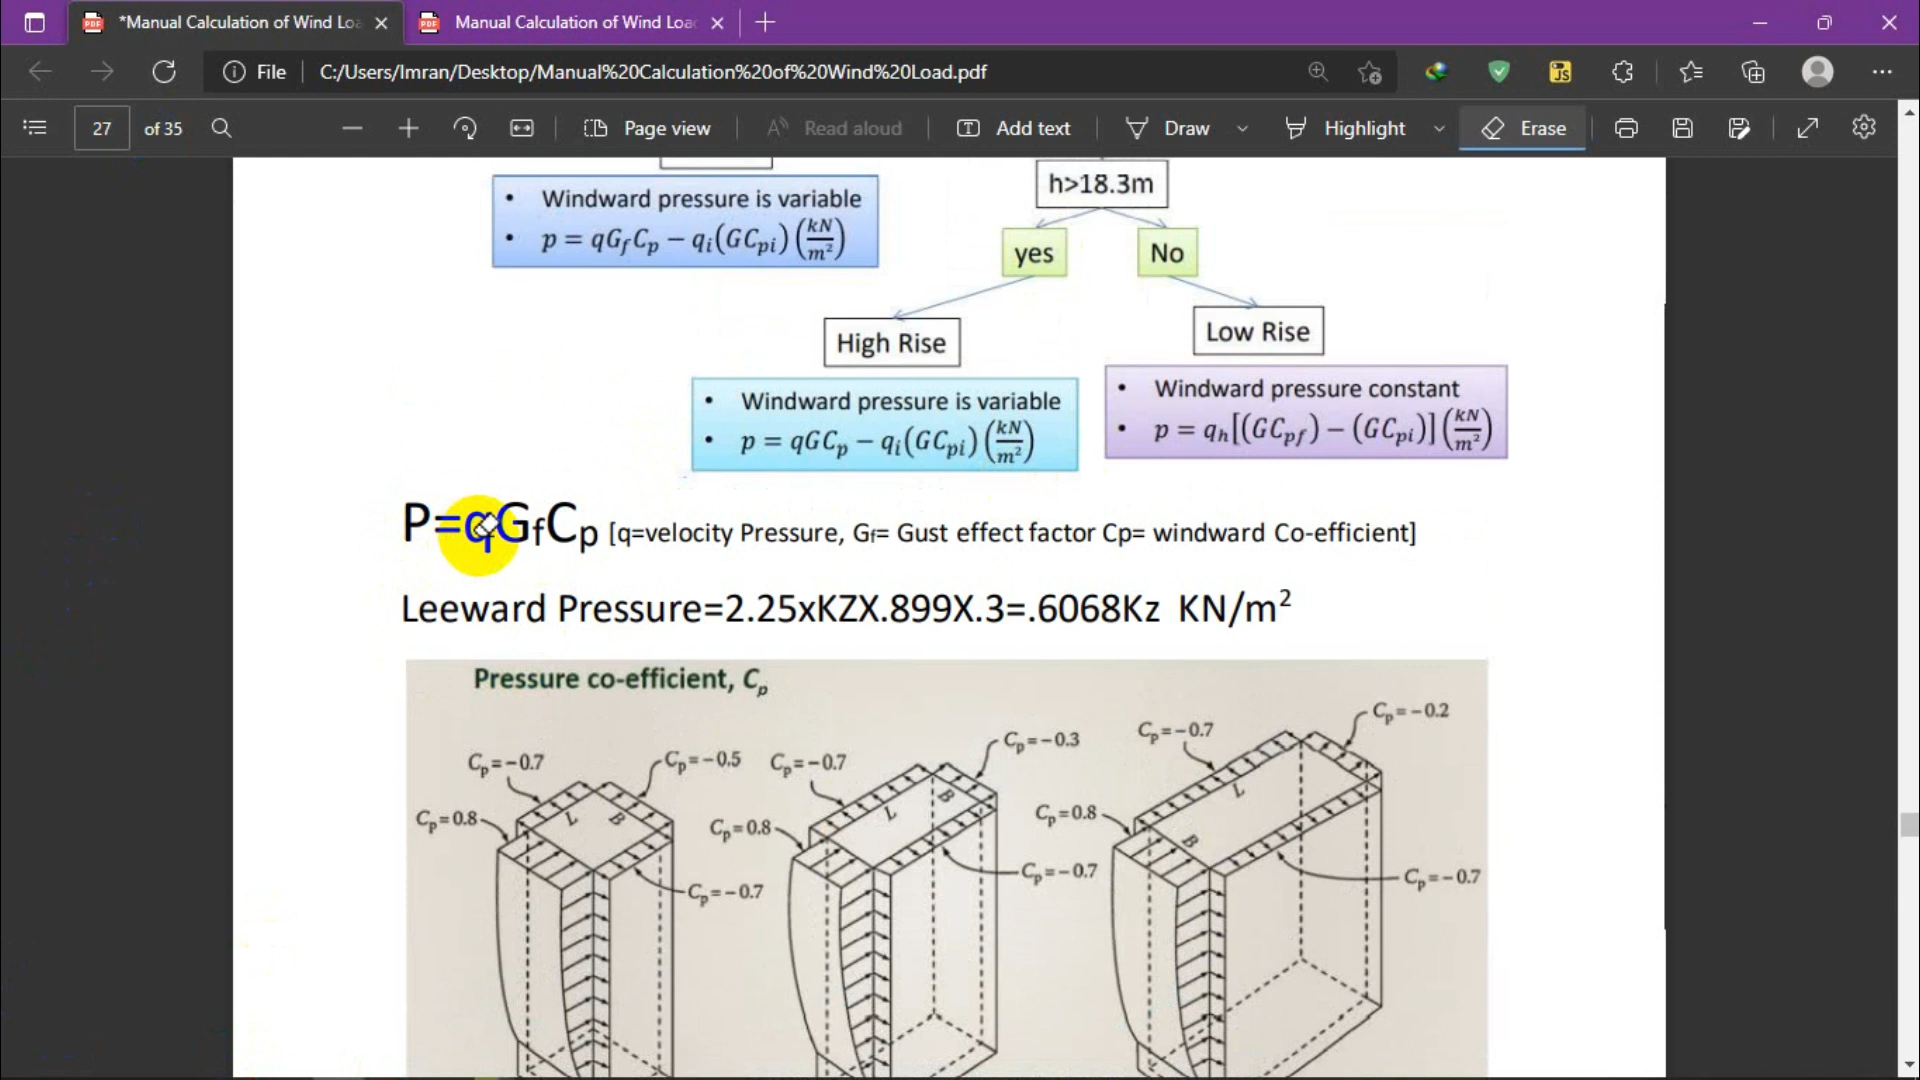 *Manual Calculation of Wind Loa
Manual Calculation of Wind Loa
File
C:/Users/Imran/Desktop/Manual%20Calculation%20of%20Wind%20Load.pdf
JS
27 of 35
Page view
Read aloud
Add text
Draw
Highlight
Erase
• Windward pressure is variable
• p = qG_fC_p − q_i(GC_pi) (kN/m²)
h>18.3m
yes
No
High Rise
Low Rise
• Windward pressure is variable
• p = qGC_p − q_i(GC_pi) (kN/m²)
• Windward pressure constant
• p = q_h[(GC_pf) − (GC_pi)] (kN/m²)
P=qGfCp [q=velocity Pressure, Gf= Gust effect factor Cp= windward Co-efficient]
Leeward Pressure=2.25xKZX.899X.3=.6068Kz KN/m²
Pressure co-efficient, C_p
C_p=−0.7
C_p=−0.5
C_p=0.8
L
B
C_p=−0.7
C_p=−0.7
C_p=−0.3
C_p=0.8
L
B
C_p=−0.7
C_p=−0.7
C_p=−0.2
C_p=0.8
L
B
C_p=−0.7